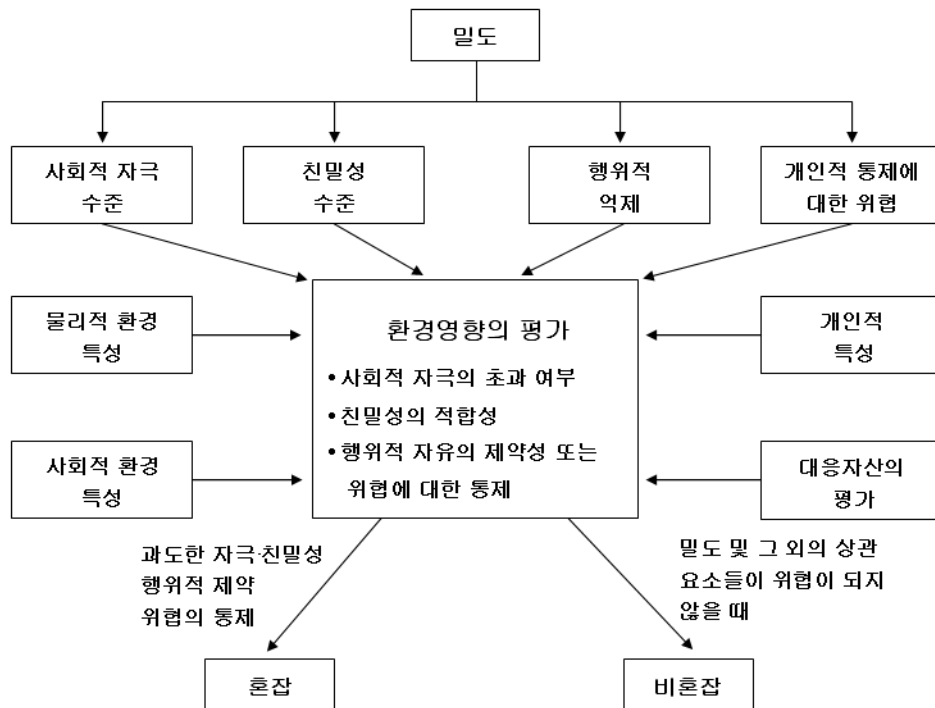 밀도
사회적 자극
수준
친밀성
수준
행위적
억제
개인적 통제에
대한 위협
물리적 환경
특성
환경영향의 평가
•사회적 자극의 초과 여부
•친밀성의 적합성
•행위적 자유의 제약성 또는
위협에 대한 통제
개인적
특성
사회적 환경
특성
대응자산의
평가
과도한 자극·친밀성
행위적 제약
위협의 통제
밀도 및 그 외의 상관
요소들이 위협이 되지
않을 때
혼잡
비혼잡